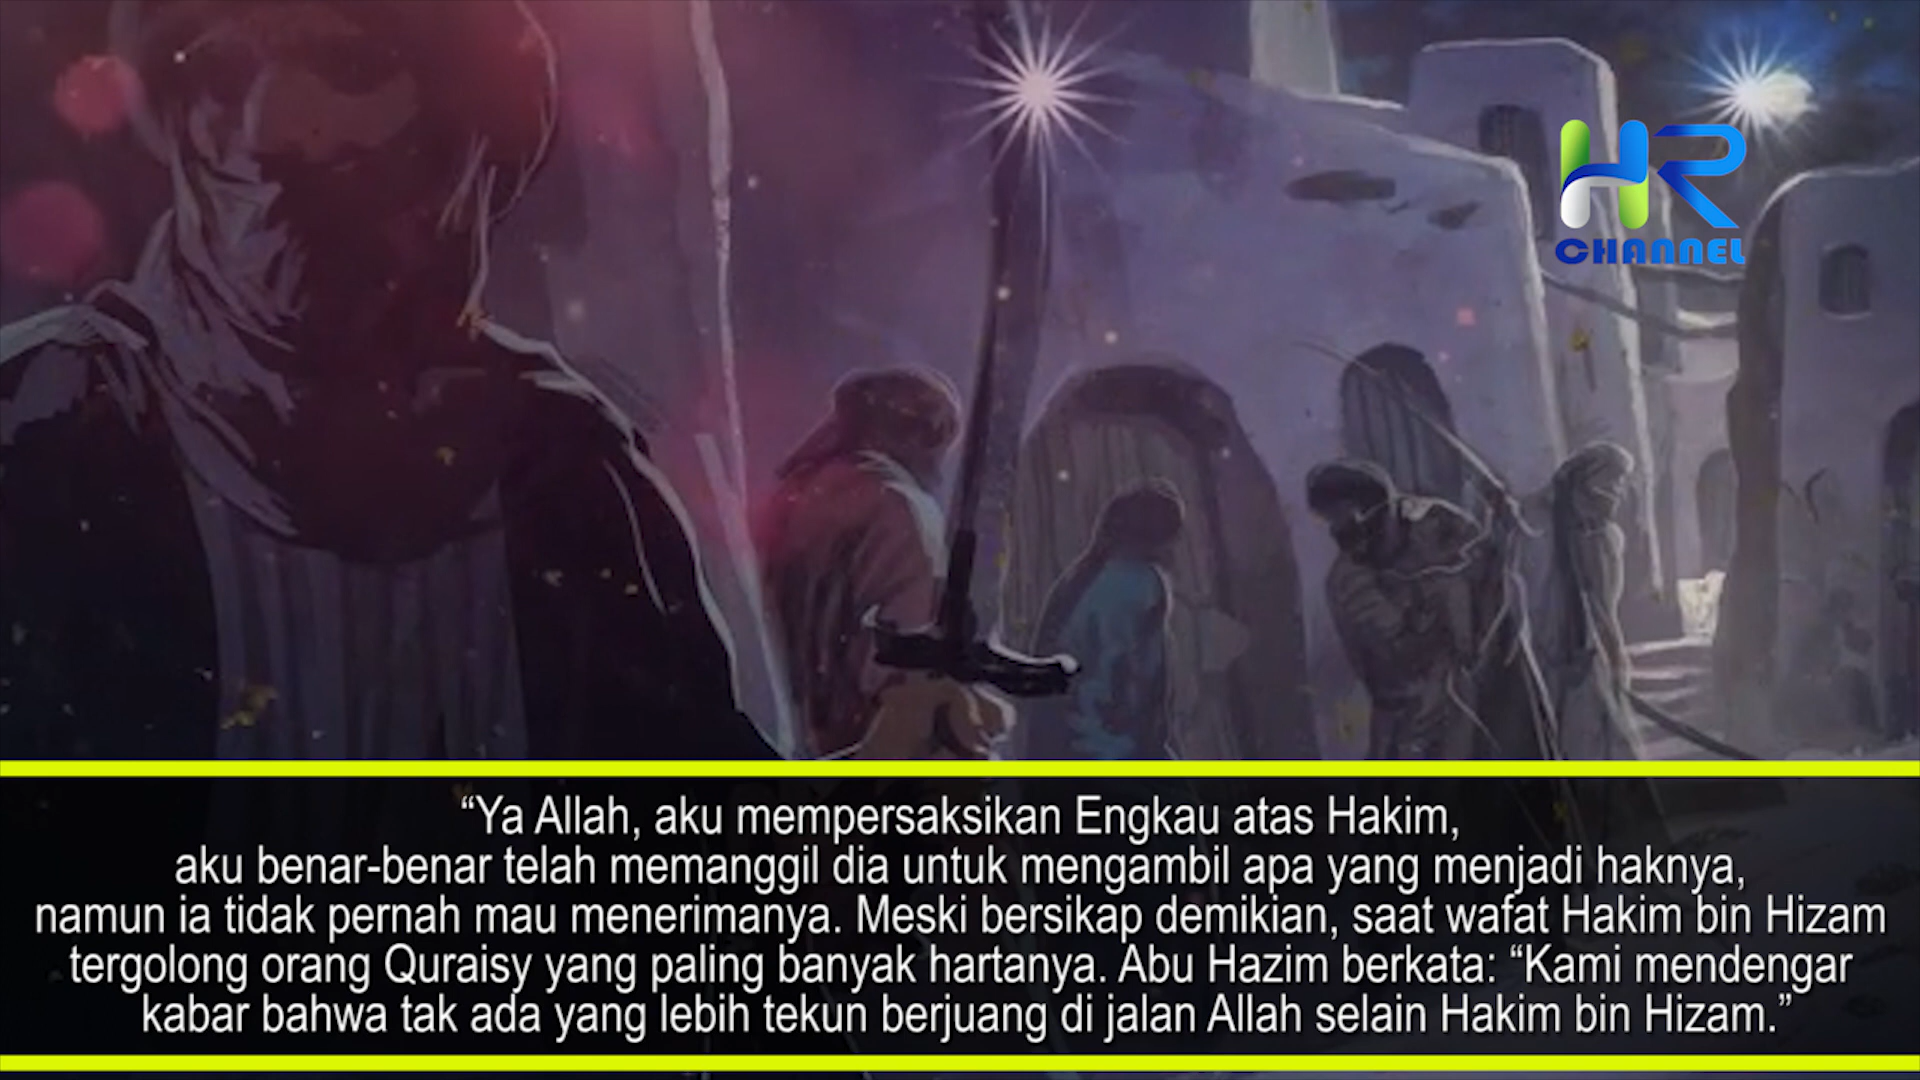 HR
CHANNEL
“Ya Allah, aku mempersaksikan Engkau atas Hakim,
aku benar-benar telah memanggil dia untuk mengambil apa yang menjadi haknya,
namun ia tidak pernah mau menerimanya. Meski bersikap demikian, saat wafat Hakim bin Hizam
tergolong orang Quraisy yang paling banyak hartanya. Abu Hazim berkata: “Kami mendengar
kabar bahwa tak ada yang lebih tekun berjuang di jalan Allah selain Hakim bin Hizam.”